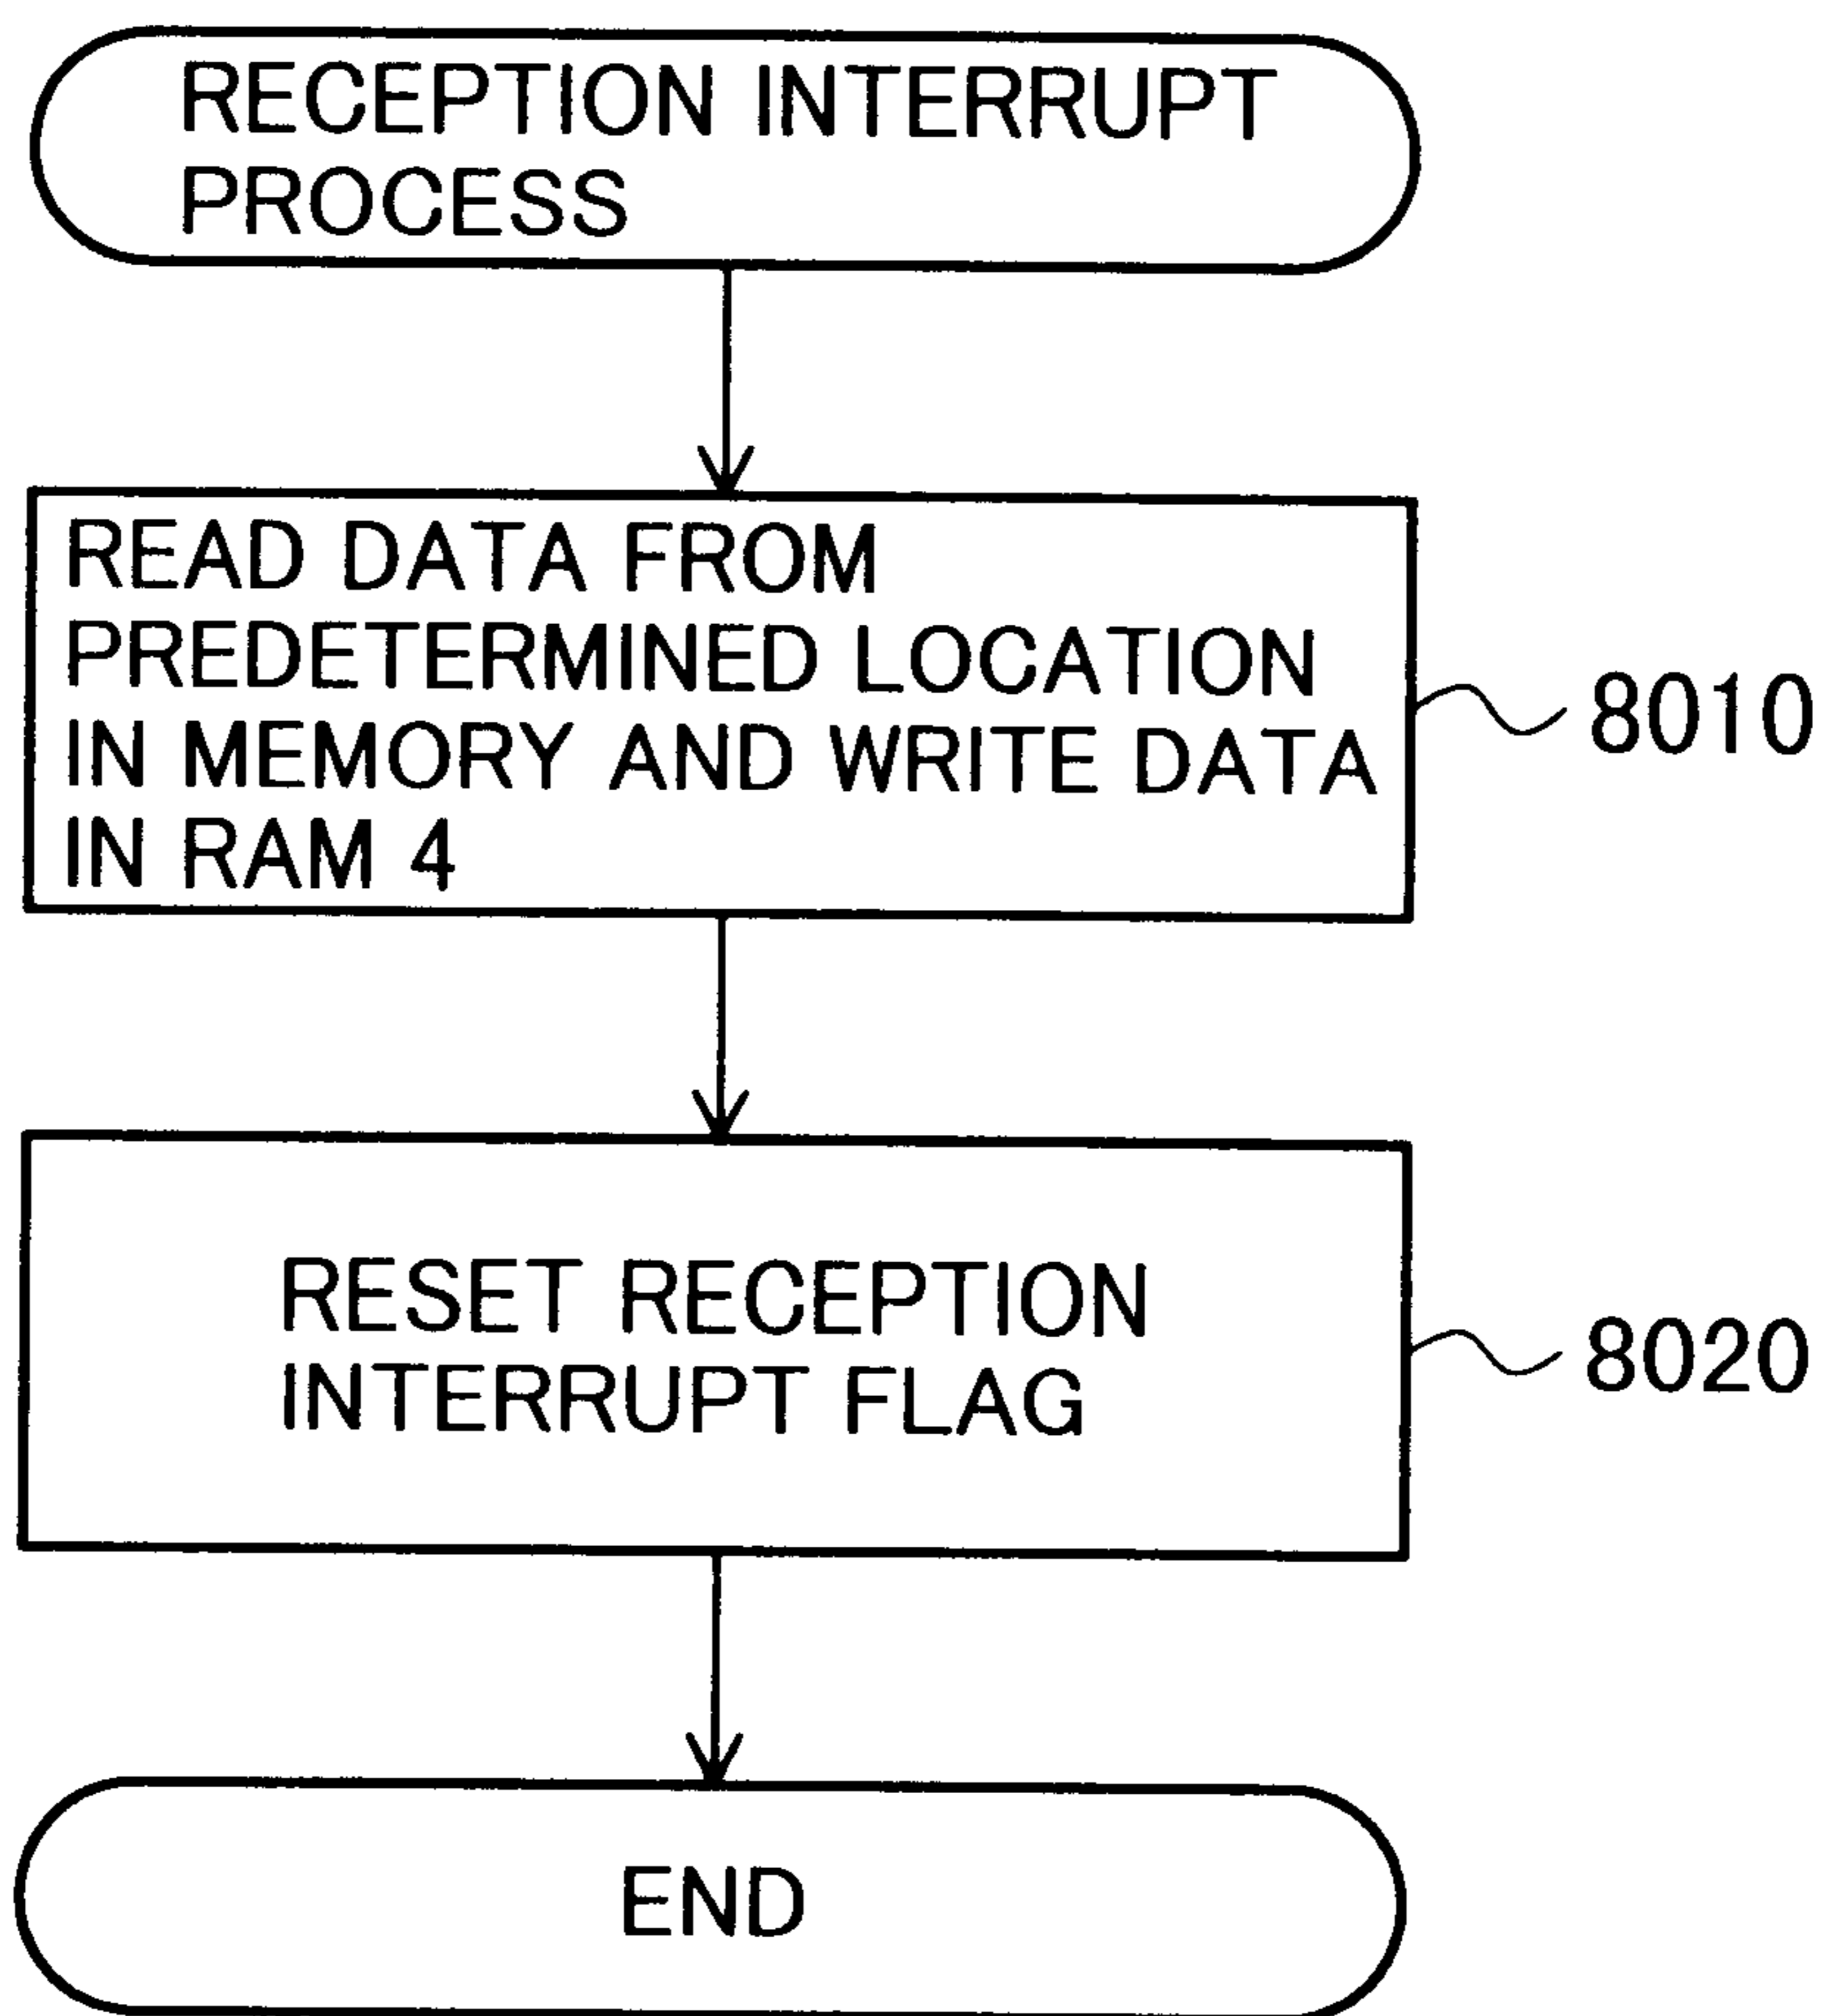 RECEPTION INTERRUPT
PROCESS
READ DATA FROM
PREDETERMINED LOCATION
IN MEMORY AND WRITE DATA
IN RAM 4
8010
RESET RECEPTION
INTERRUPT FLAG
8020
END